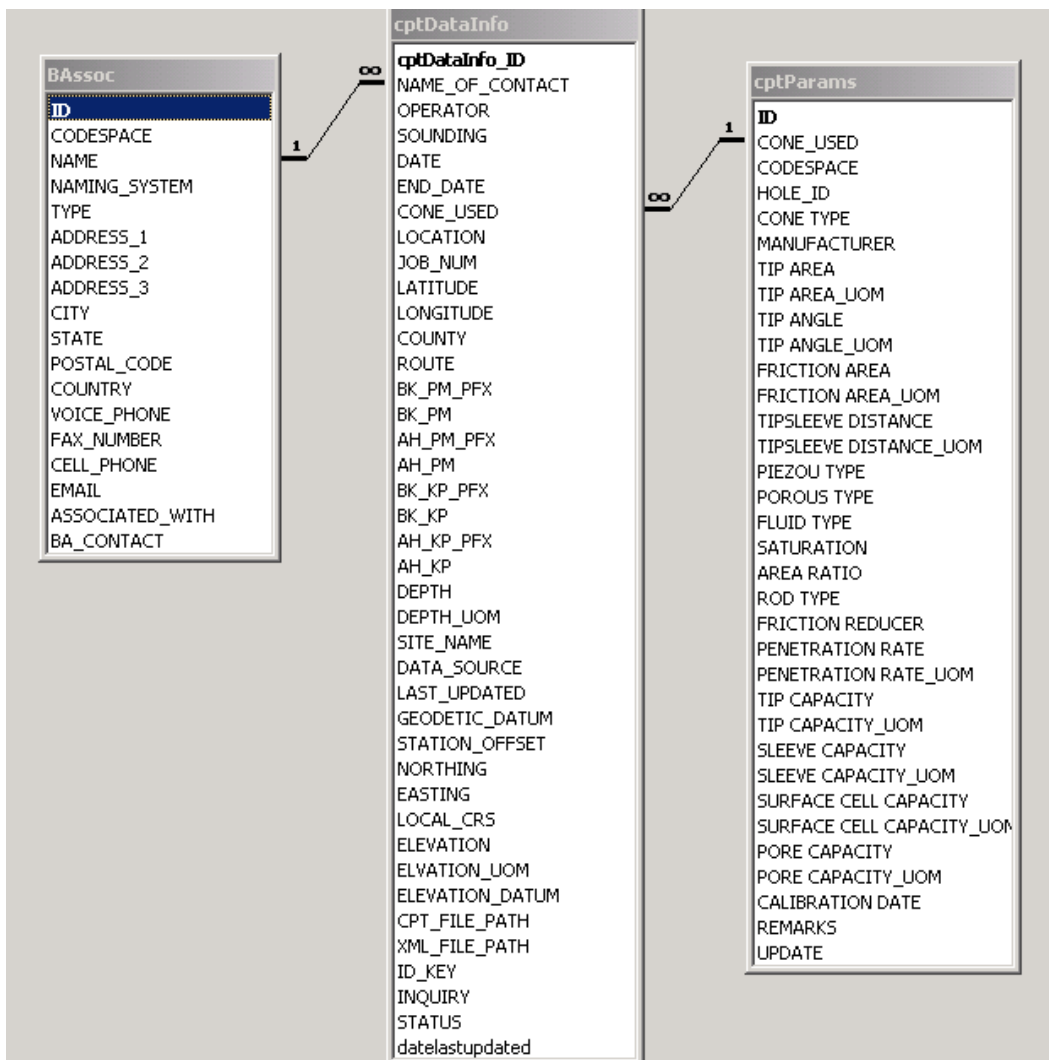 BAssoc
ID
CODESPACE
NAME
NAMING_SYSTEM
TYPE
ADDRESS_1
ADDRESS_2
ADDRESS_3
CITY
STATE
POSTAL_CODE
COUNTRY
VOICE_PHONE
FAX_NUMBER
CELL_PHONE
EMAIL
ASSOCIATED_WITH
BA_CONTACT
1
∞
cptDataInfo
cptDataInfo_ID
NAME_OF_CONTACT
OPERATOR
SOUNDING
DATE
END_DATE
CONE_USED
LOCATION
JOB_NUM
LATITUDE
LONGITUDE
COUNTY
ROUTE
BK_PM_PFX
BK_PM
AH_PM_PFX
AH_PM
BK_KP_PFX
BK_KP
AH_KP_PFX
AH_KP
DEPTH
DEPTH_UOM
SITE_NAME
DATA_SOURCE
LAST_UPDATED
GEODETIC_DATUM
STATION_OFFSET
NORTHING
EASTING
LOCAL_CRS
ELEVATION
ELVATION_UOM
ELEVATION_DATUM
CPT_FILE_PATH
XML_FILE_PATH
ID_KEY
INQUIRY
STATUS
datelastupdated
∞
1
cptParams
ID
CONE_USED
CODESPACE
HOLE_ID
CONE TYPE
MANUFACTURER
TIP AREA
TIP AREA_UOM
TIP ANGLE
TIP ANGLE_UOM
FRICTION AREA
FRICTION AREA_UOM
TIPSLEEVE DISTANCE
TIPSLEEVE DISTANCE_UOM
PIEZOU TYPE
POROUS TYPE
FLUID TYPE
SATURATION
AREA RATIO
ROD TYPE
FRICTION REDUCER
PENETRATION RATE
PENETRATION RATE_UOM
TIP CAPACITY
TIP CAPACITY_UOM
SLEEVE CAPACITY
SLEEVE CAPACITY_UOM
SURFACE CELL CAPACITY
SURFACE CELL CAPACITY_UOM
PORE CAPACITY
PORE CAPACITY_UOM
CALIBRATION DATE
REMARKS
UPDATE